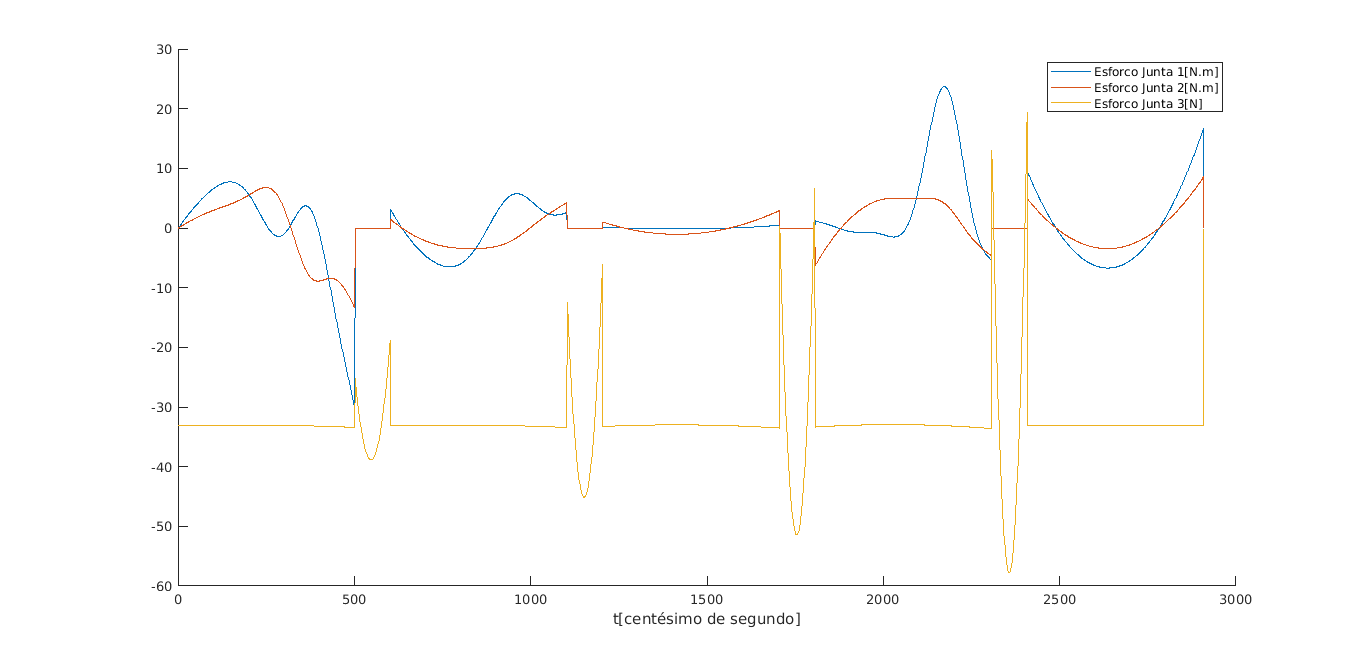 30
20
10
0
-10
-20
-30
-40
-50
-60
0 500 1000 1500 2000 2500 3000
t[centésimo de segundo]
Esforco Junta 1[N.m]
Esforco Junta 2[N.m]
Esforco Junta 3[N]